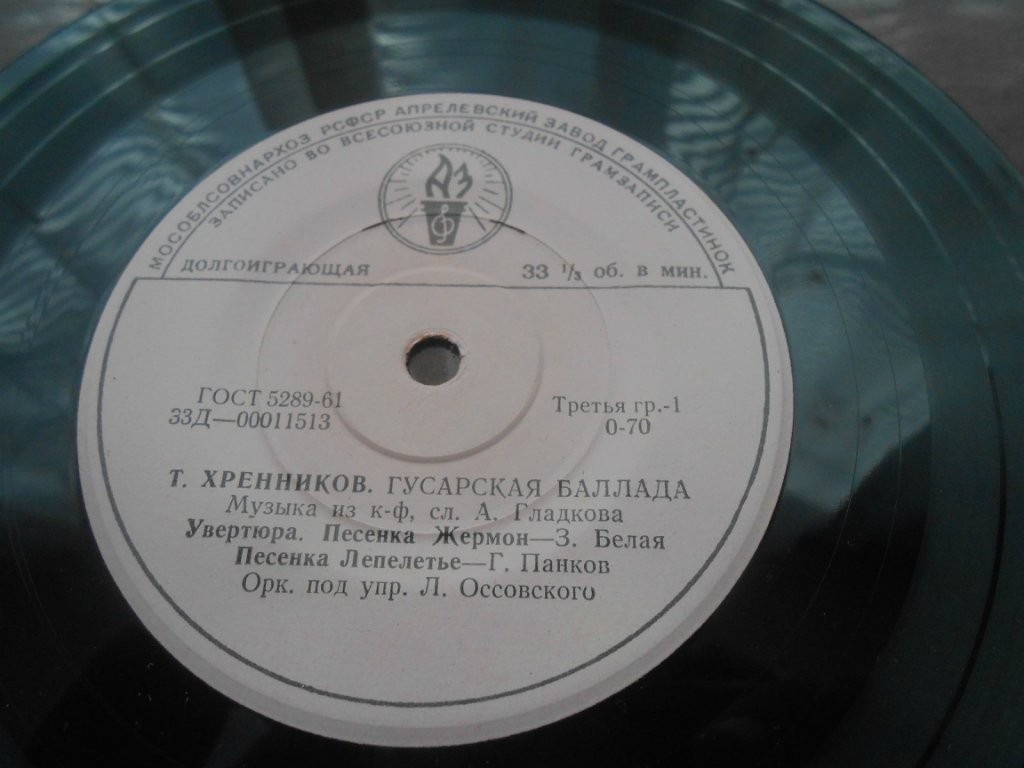 МОСОБЛСОВНАРХОЗ РСФСР АПРЕЛЕВСКИЙ ЗАВОД ГРАМПЛАСТИНОК
ЗАПИСАНО ВО ВСЕСОЮЗНОЙ СТУДИИ ГРАМЗАПИСИ
АЗ
ДОЛГОИГРАЮЩАЯ 33 ⅓ об. в мин.
ГОСТ 5289-61 Третья гр.-1
33Д—00011513 0-70
Т. ХРЕННИКОВ. ГУСАРСКАЯ БАЛЛАДА
Музыка из к-ф, сл. А. Гладкова
Увертюра. Песенка Жермон—З. Белая
Песенка Лепелетье—Г. Панков
Орк. под упр. Л. Оссовского